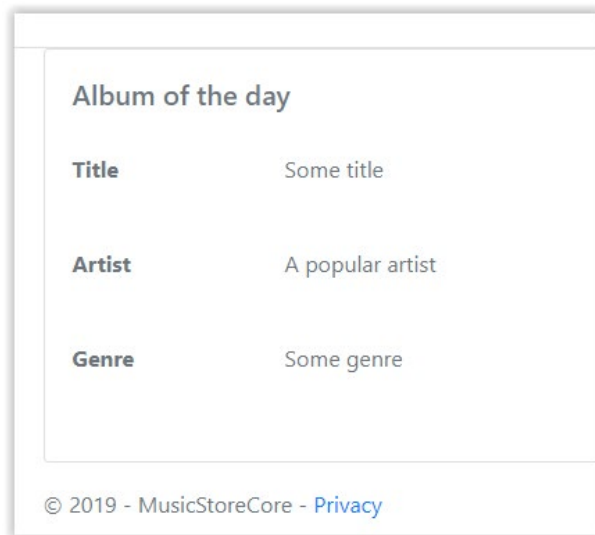 Album of the day
Title Some title
Artist A popular artist
Genre Some genre
© 2019 - MusicStoreCore - Privacy